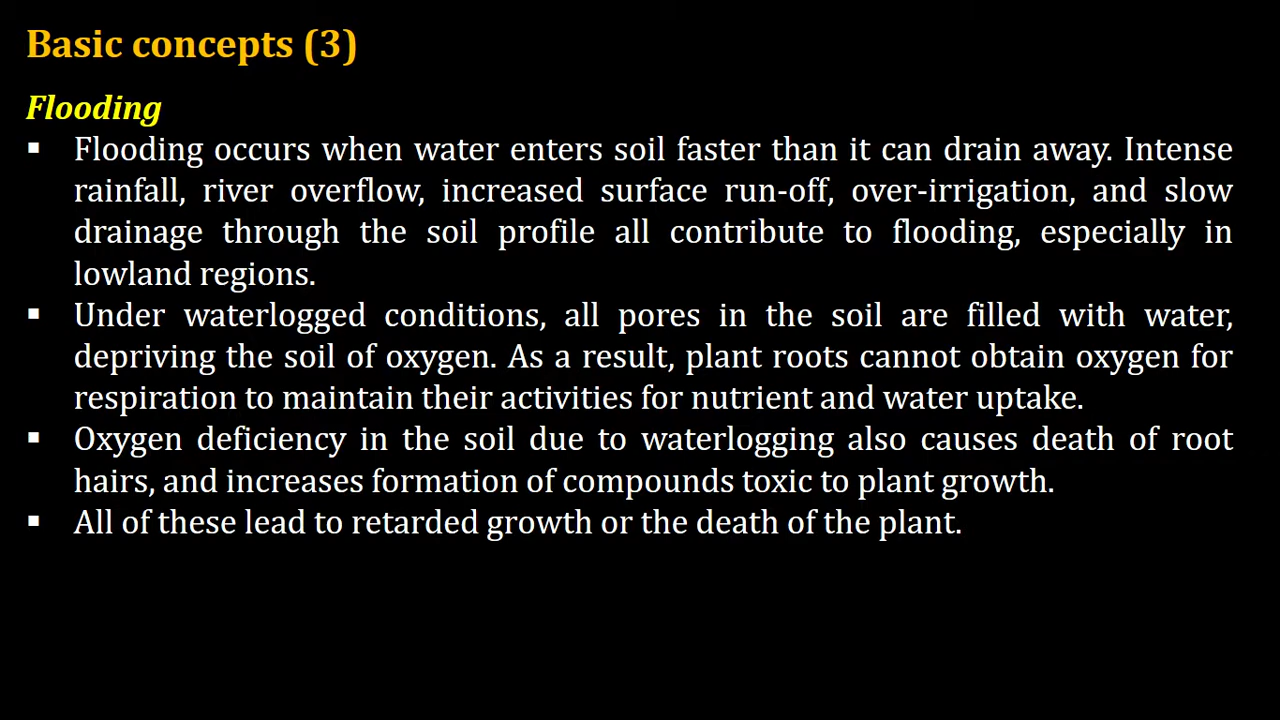 Basic concepts (3)
Flooding
▪ Flooding occurs when water enters soil faster than it can drain away. Intense
rainfall, river overflow, increased surface run-off, over-irrigation, and slow
drainage through the soil profile all contribute to flooding, especially in
lowland regions.
▪ Under waterlogged conditions, all pores in the soil are filled with water,
depriving the soil of oxygen. As a result, plant roots cannot obtain oxygen for
respiration to maintain their activities for nutrient and water uptake.
▪ Oxygen deficiency in the soil due to waterlogging also causes death of root
hairs, and increases formation of compounds toxic to plant growth.
▪ All of these lead to retarded growth or the death of the plant.